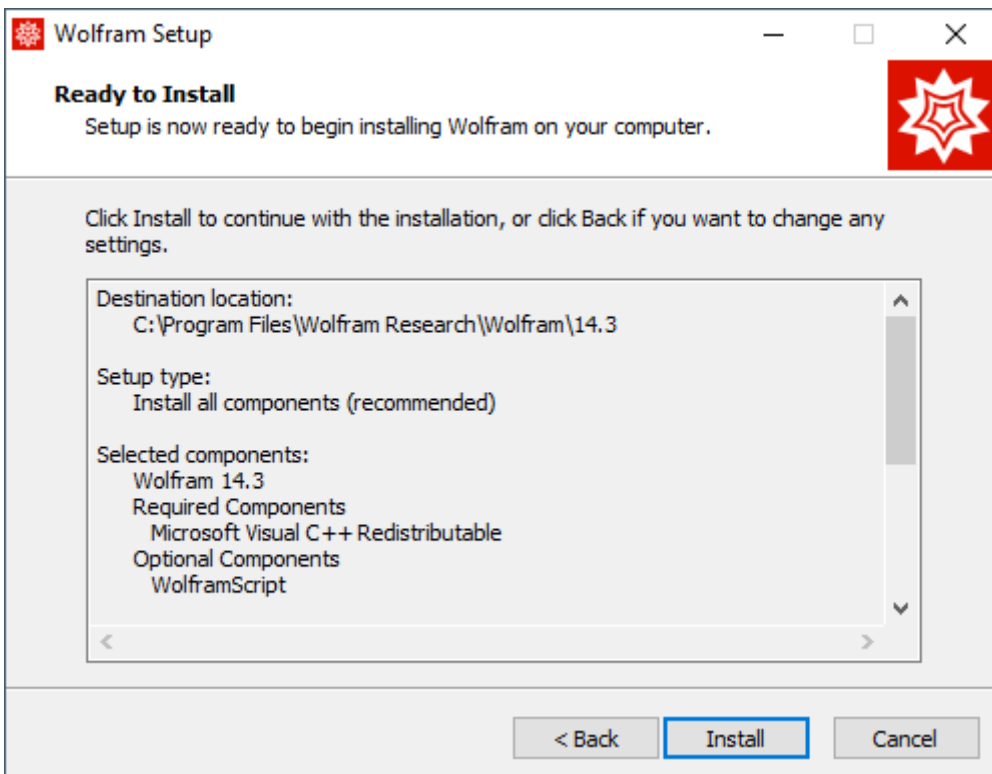 Wolfram Setup
Ready to Install
Setup is now ready to begin installing Wolfram on your computer.
Click Install to continue with the installation, or click Back if you want to change any
settings.
Destination location:
C:\Program Files\Wolfram Research\Wolfram\14.3
Setup type:
Install all components (recommended)
Selected components:
Wolfram 14.3
Required Components
Microsoft Visual C++ Redistributable
Optional Components
WolframScript
< Back
Install
Cancel